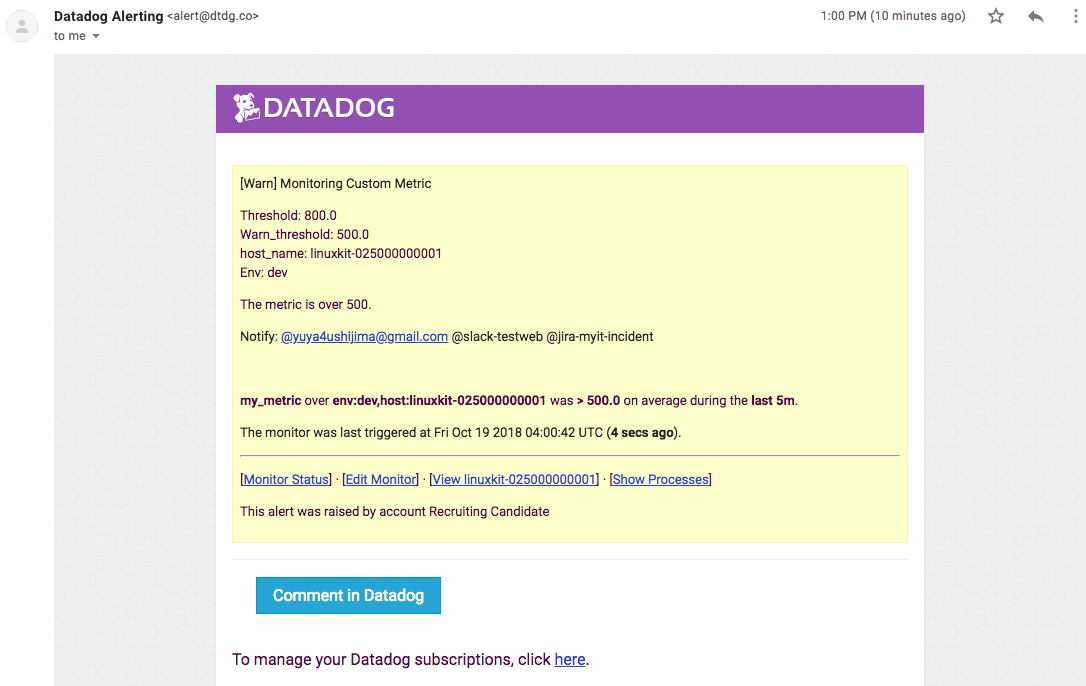 Datadog Alerting <alert@dtdg.co>
1:00 PM (10 minutes ago)
to me
DATADOG
[Warn] Monitoring Custom Metric
Threshold: 800.0
Warn_threshold: 500.0
host_name: linuxkit-025000000001
Env: dev
The metric is over 500.
Notify: @yuya4ushijima@gmail.com @slack-testweb @jira-myit-incident
my_metric over env:dev,host:linuxkit-025000000001 was > 500.0 on average during the last 5m.
The monitor was last triggered at Fri Oct 19 2018 04:00:42 UTC (4 secs ago).
[Monitor Status] · [Edit Monitor] · [View linuxkit-025000000001] · [Show Processes]
This alert was raised by account Recruiting Candidate
Comment in Datadog
To manage your Datadog subscriptions, click here.